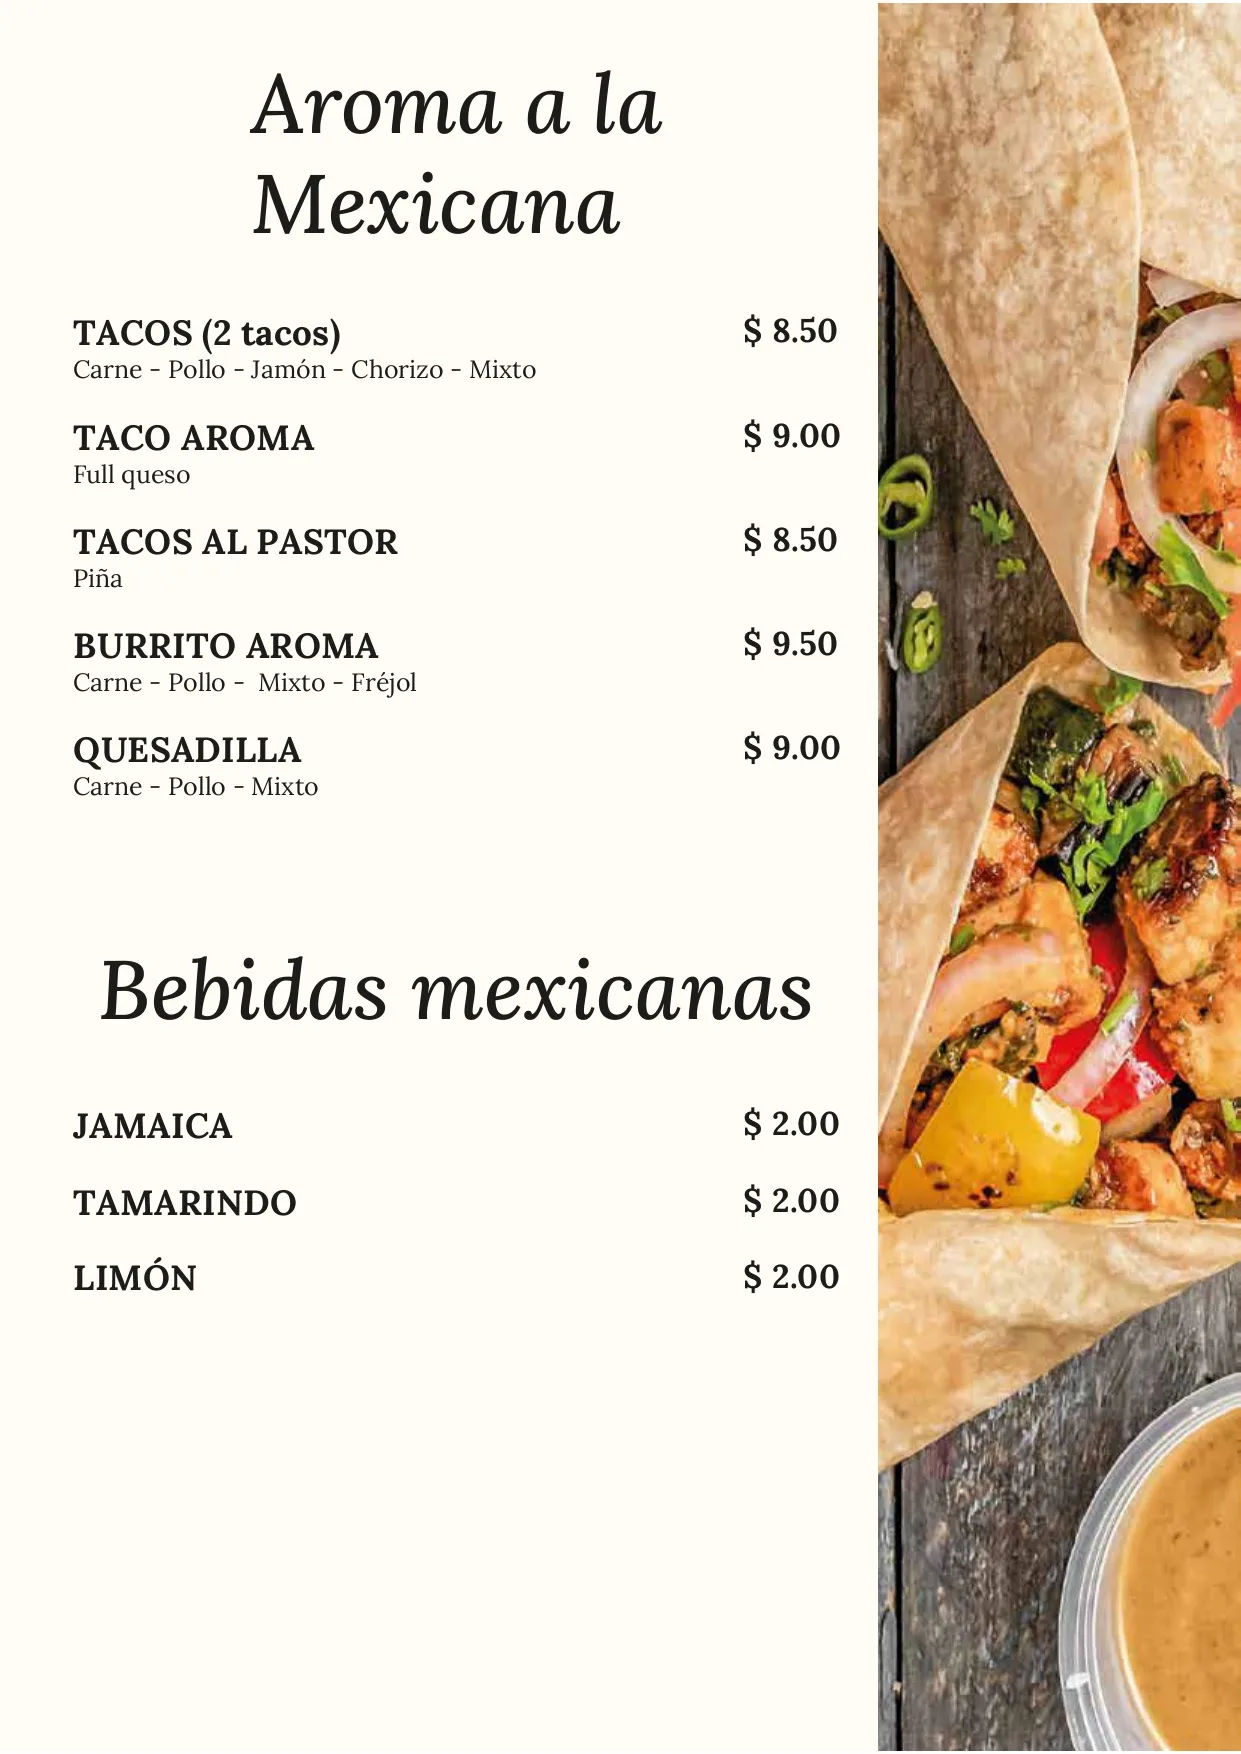 Aroma a la
Mexicana
TACOS (2 tacos) $ 8.50
Carne - Pollo - Jamón - Chorizo - Mixto
TACO AROMA $ 9.00
Full queso
TACOS AL PASTOR $ 8.50
Piña
BURRITO AROMA $ 9.50
Carne - Pollo -  Mixto - Fréjol
QUESADILLA $ 9.00
Carne - Pollo - Mixto
Bebidas mexicanas
JAMAICA $ 2.00
TAMARINDO $ 2.00
LIMÓN $ 2.00